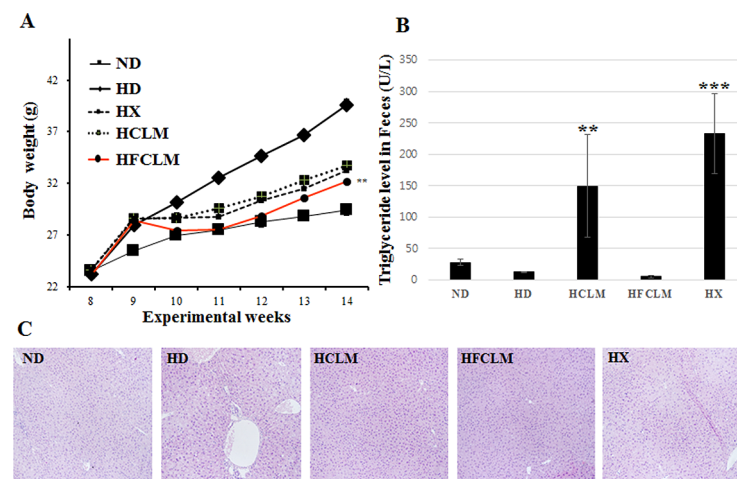 A
Body weight (g)
42
37
32
27
22
ND
HD
HX
HCLM
HFCLM
**
8 9 10 11 12 13 14
Experimental weeks
B
Triglyceride level in Feces (U/L)
350
300
250
200
150
100
50
0
**
***
ND HD HCLM HFCLM HX
C
ND HD HCLM HFCLM HX